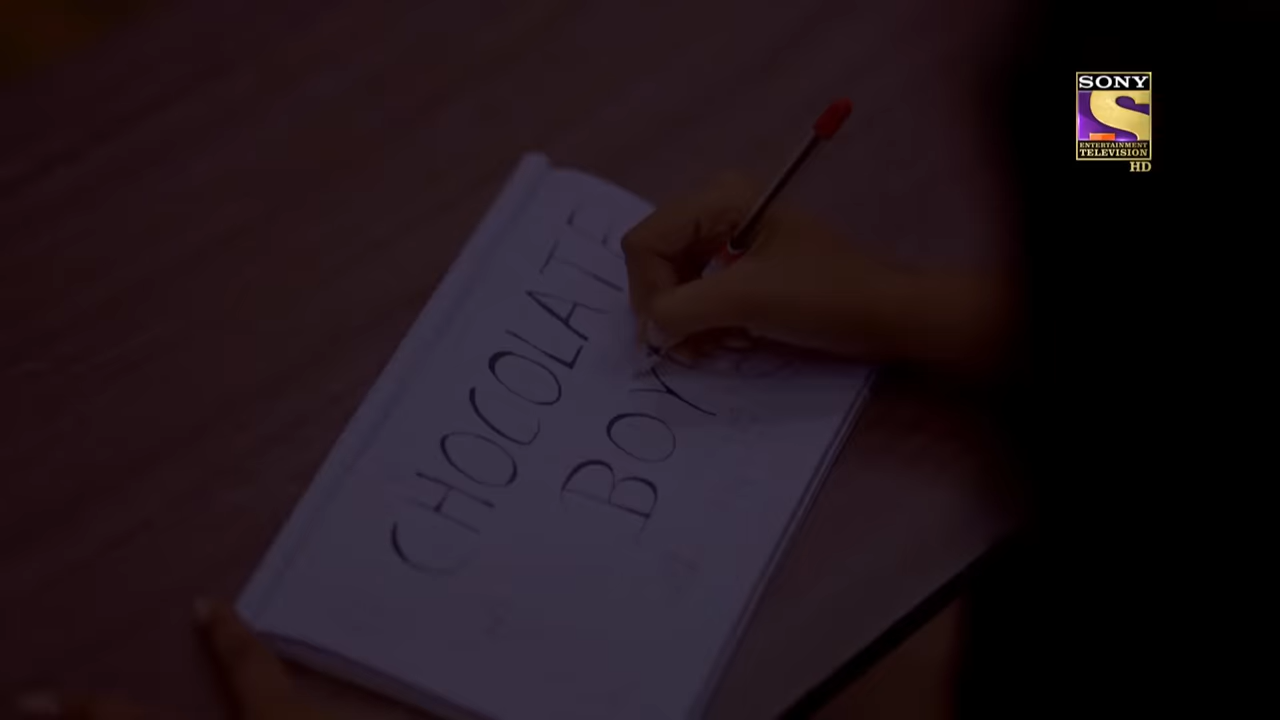 CHOCOLATE
BOY
SONY
ENTERTAINMENT
TELEVISION
HD